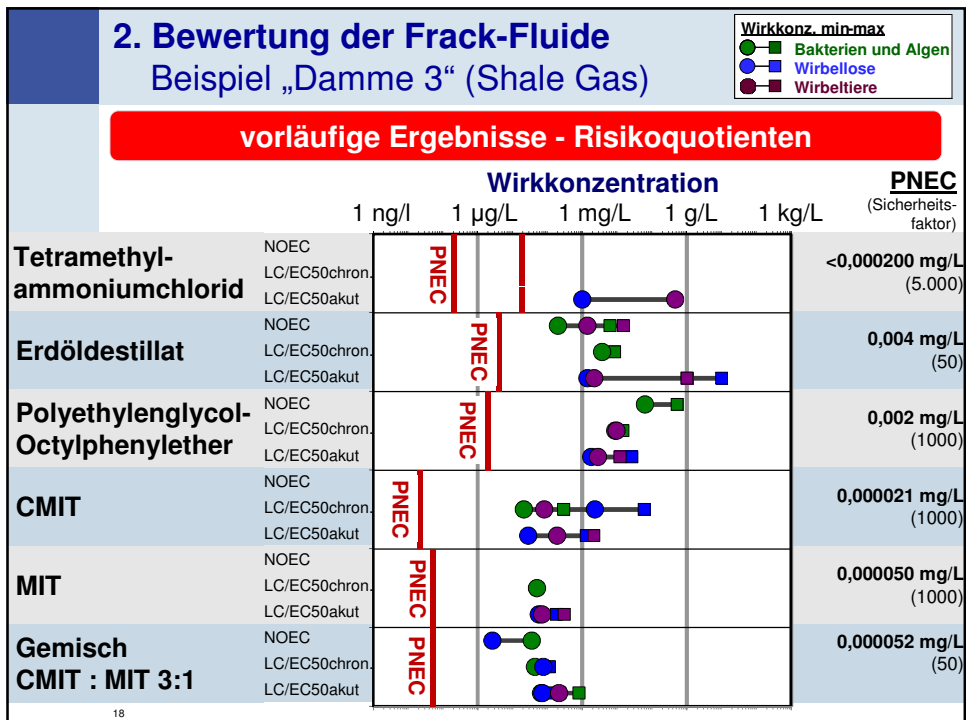 2. Bewertung der Frack-Fluide
Beispiel „Damme 3“ (Shale Gas)
Wirkkonz. min-max
Bakterien und Algen
Wirbellose
Wirbeltiere
vorläufige Ergebnisse - Risikoquotienten
Wirkkonzentration
PNEC
(Sicherheits-
faktor)
1 ng/l 1 µg/L 1 mg/L 1 g/L 1 kg/L
Tetramethyl-
ammoniumchlorid
NOEC
LC/EC50chron.
LC/EC50akut
PNEC
<0,000200 mg/L
(5.000)
Erdöldestillat
NOEC
LC/EC50chron.
LC/EC50akut
PNEC
0,004 mg/L
(50)
Polyethylenglycol-
Octylphenylether
NOEC
LC/EC50chron.
LC/EC50akut
PNEC
0,002 mg/L
(1000)
CMIT
NOEC
LC/EC50chron.
LC/EC50akut
PNEC
0,000021 mg/L
(1000)
MIT
NOEC
LC/EC50chron.
LC/EC50akut
PNEC
0,000050 mg/L
(1000)
Gemisch
CMIT : MIT 3:1
NOEC
LC/EC50chron.
LC/EC50akut
PNEC
0,000052 mg/L
(50)
18